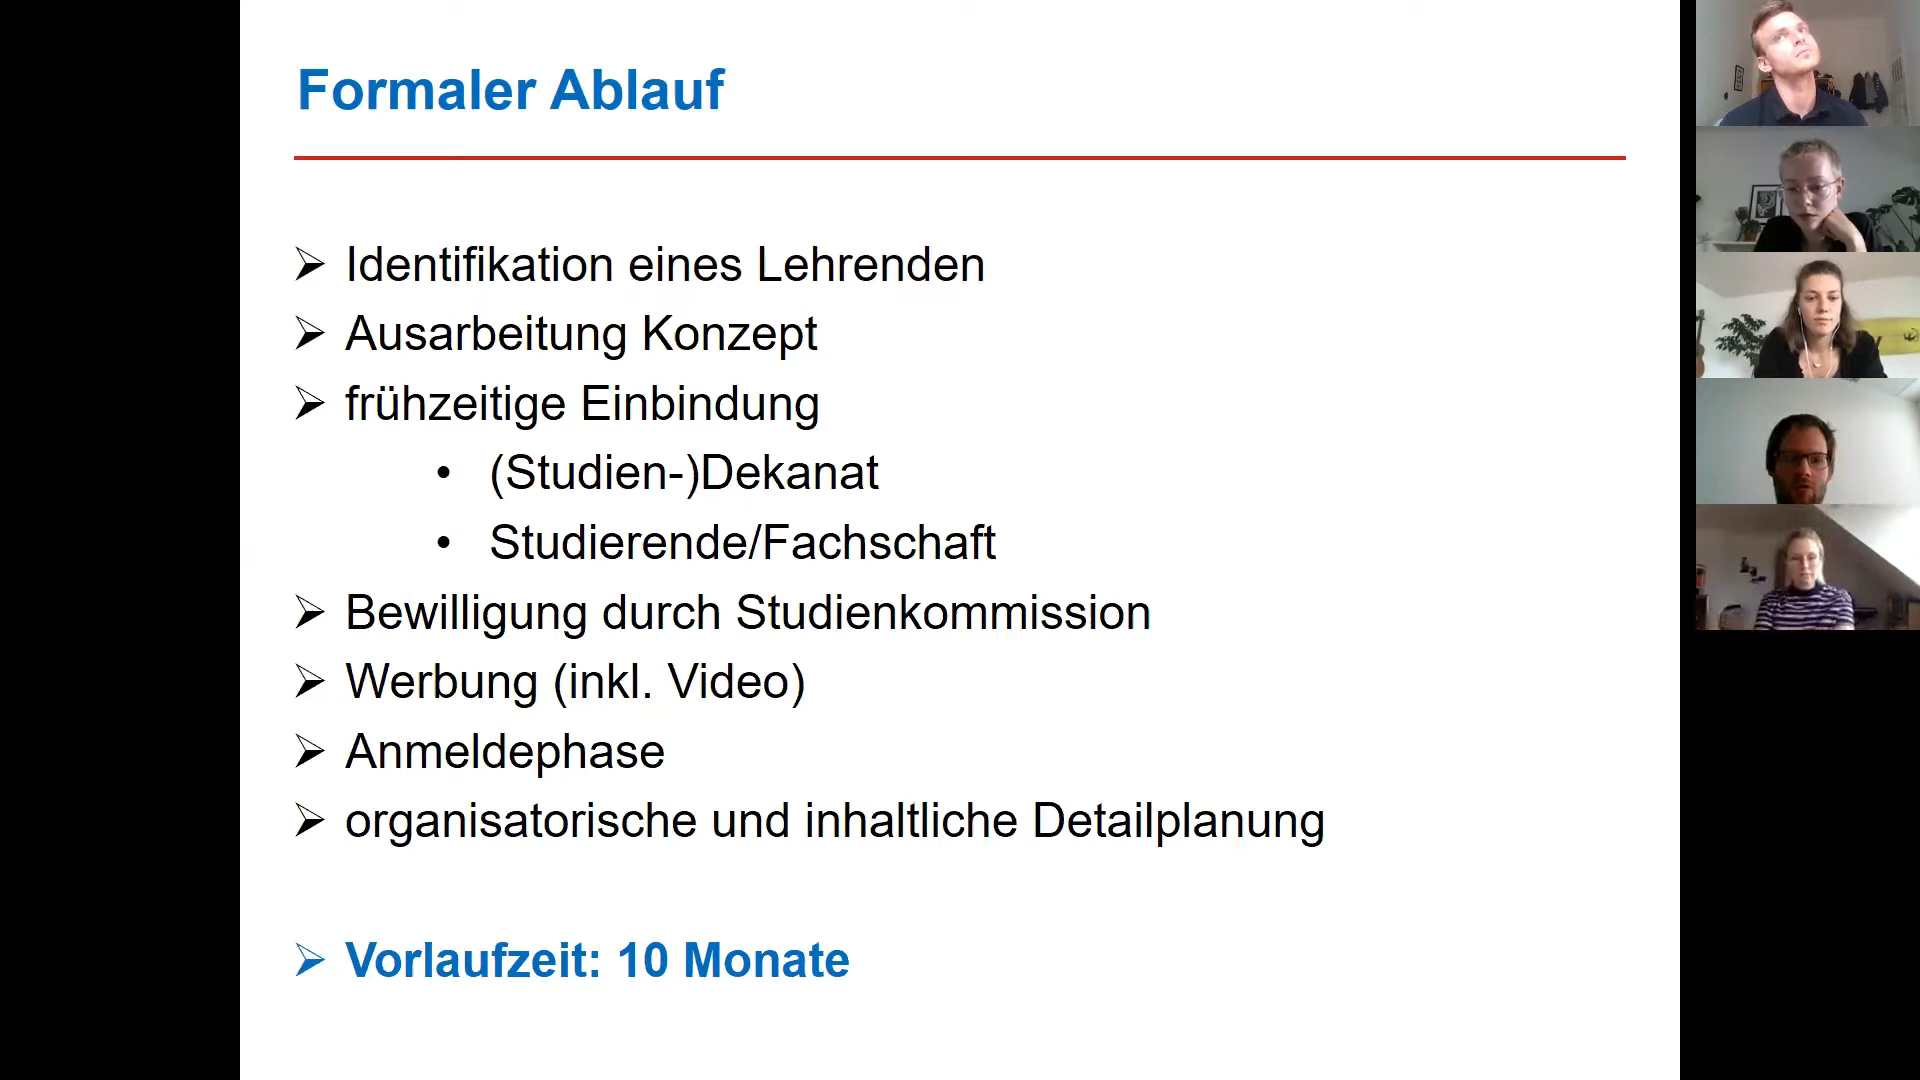 Formaler Ablauf
➢ Identifikation eines Lehrenden
➢ Ausarbeitung Konzept
➢ frühzeitige Einbindung
• (Studien-)Dekanat
• Studierende/Fachschaft
➢ Bewilligung durch Studienkommission
➢ Werbung (inkl. Video)
➢ Anmeldephase
➢ organisatorische und inhaltliche Detailplanung
➢ Vorlaufzeit: 10 Monate